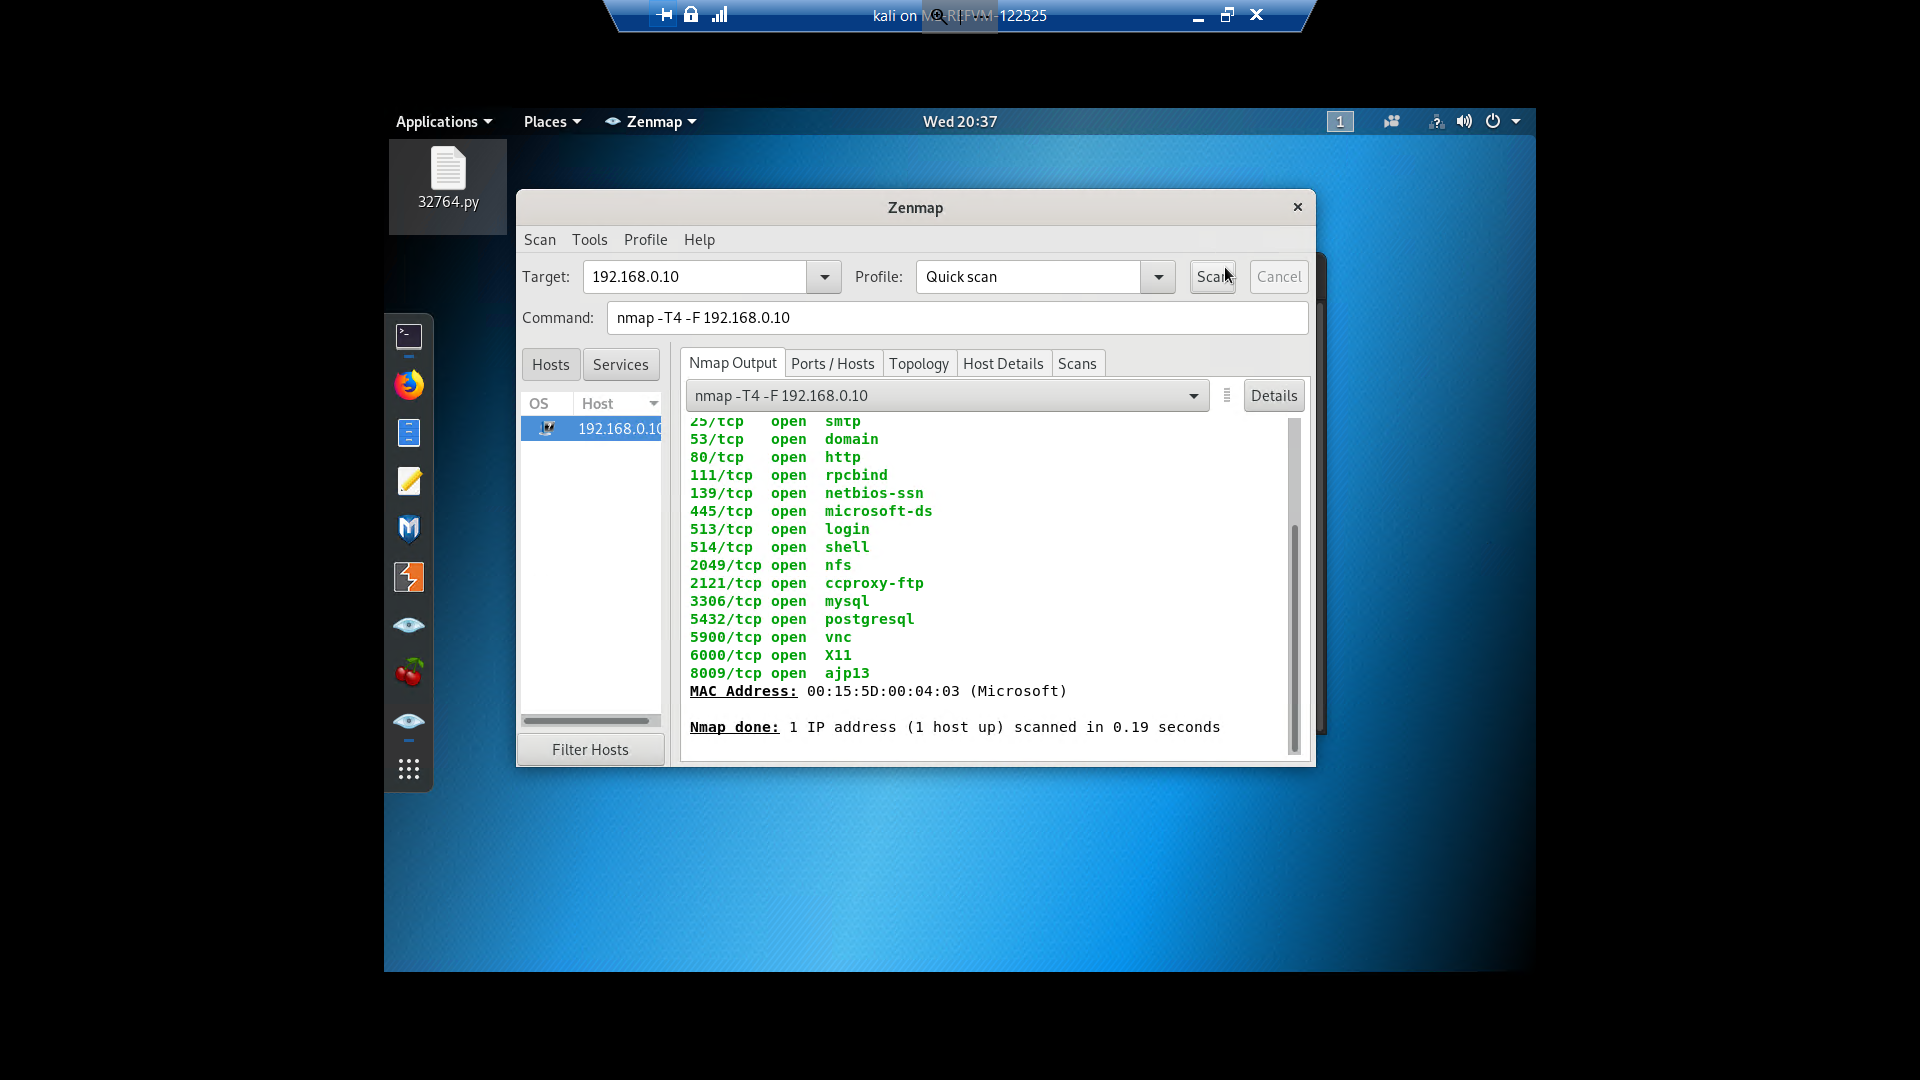 kali on M
-122525
Applications Places Zenmap Wed 20:37 1
32764.py
Zenmap
Scan Tools Profile Help
Target: 192.168.0.10 Profile: Quick scan Scan Cancel
Command: nmap -T4 -F 192.168.0.10
Hosts Services
Nmap Output Ports / Hosts Topology Host Details Scans
OS Host
192.168.0.10
nmap -T4 -F 192.168.0.10 Details
25/tcp open smtp
53/tcp open domain
80/tcp open http
111/tcp open rpcbind
139/tcp open netbios-ssn
445/tcp open microsoft-ds
513/tcp open login
514/tcp open shell
2049/tcp open nfs
2121/tcp open ccproxy-ftp
3306/tcp open mysql
5432/tcp open postgresql
5900/tcp open vnc
6000/tcp open X11
8009/tcp open ajp13
MAC Address: 00:15:5D:00:04:03 (Microsoft)
Nmap done: 1 IP address (1 host up) scanned in 0.19 seconds
Filter Hosts